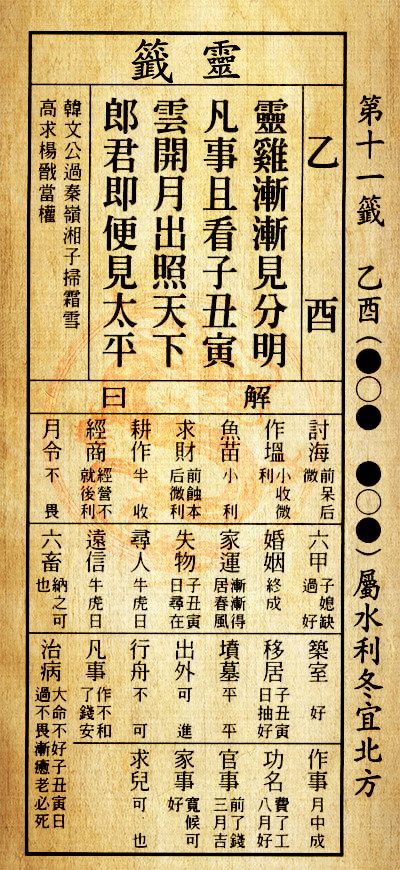 第十一籤 乙酉(●○● ●○●)屬水利冬宜北方
靈籤
乙酉
靈雞漸漸見分明
凡事且看子丑寅
雲開月出照天下
郎君即便見太平
韓文公過秦嶺湘子掃霜雪
高求楊戩當權
解曰
討海 前呆后微
作塭 小收微利
魚苗 小利
求財 前蝕本后微利
耕作 半收
經商 經營不就後利
月令 不畏
六甲 子媳缺過好
婚姻 終成
家運 漸漸得居春風
失物 子丑寅日尋在
尋人 牛虎日
遠信 牛虎日
六畜 納之可也
築室 好
移居 子丑寅日抽好
墳墓 平平
出外 可進
行舟 不可
凡事 作不和了錢安
治病 大命不好子丑寅日過不畏漸癒老必死
作事 月中成
功名 費了工八月好
官事 前了錢三月吉
家事 寬候可好
求兒 可也